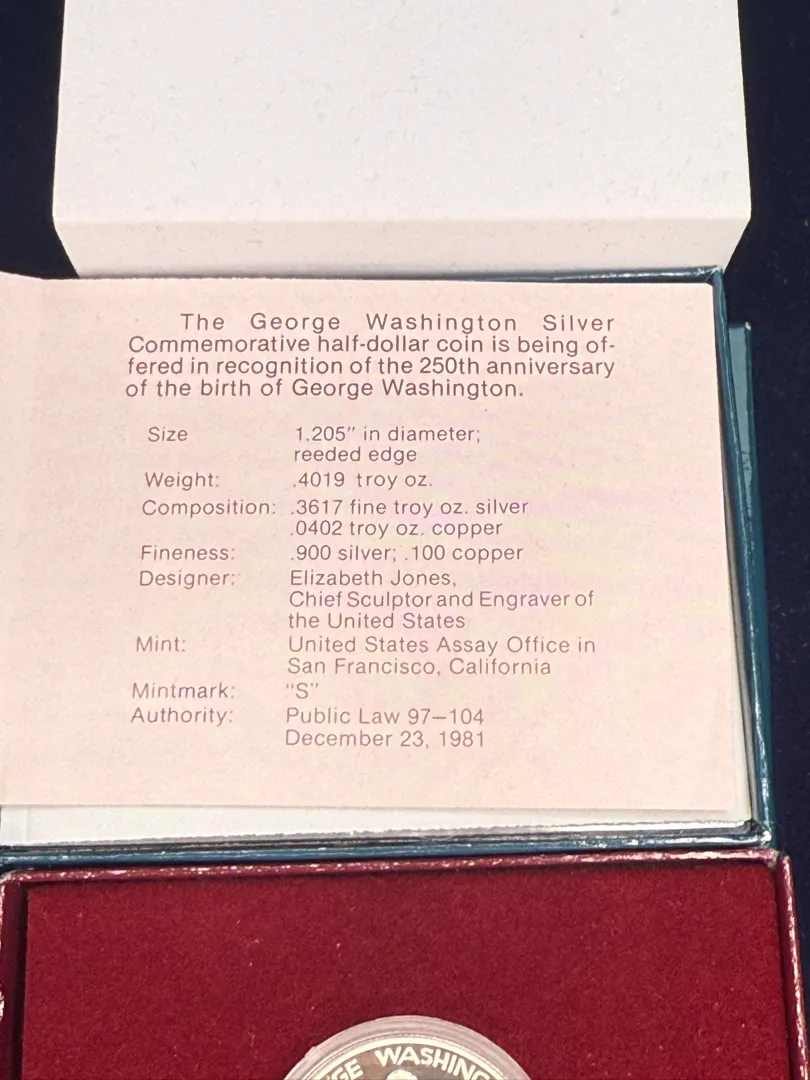 The George Washington Silver
Commemorative half-dollar coin is being of-
fered in recognition of the 250th anniversary
of the birth of George Washington.
Size 1.205" in diameter;
reeded edge
Weight: .4019 troy oz.
Composition: .3617 fine troy oz. silver
.0402 troy oz. copper
Fineness: .900 silver; .100 copper
Designer: Elizabeth Jones,
Chief Sculptor and Engraver of
the United States
Mint: United States Assay Office in
San Francisco, California
Mintmark: "S"
Authority: Public Law 97–104
December 23, 1981
GE WASHING